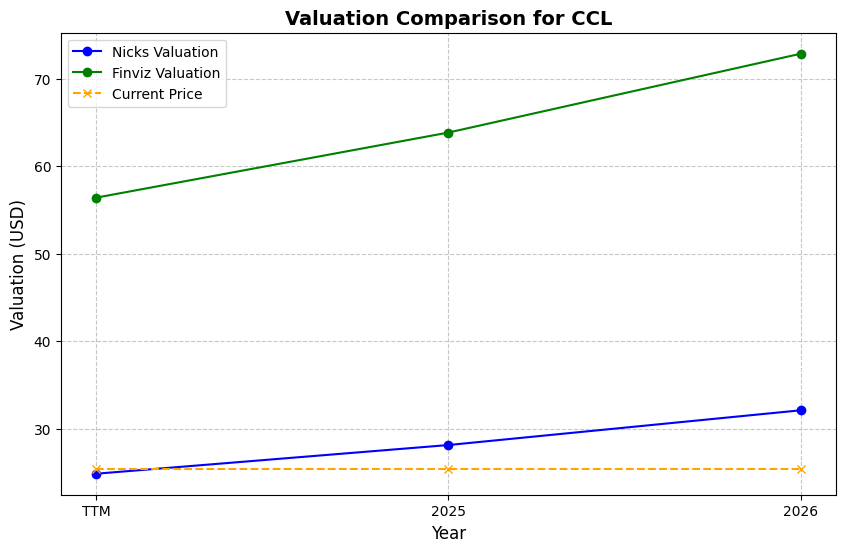 Valuation Comparison for CCL
Nicks Valuation
Finviz Valuation
Current Price
Valuation (USD)
70
60
50
40
30
TTM
2025
2026
Year